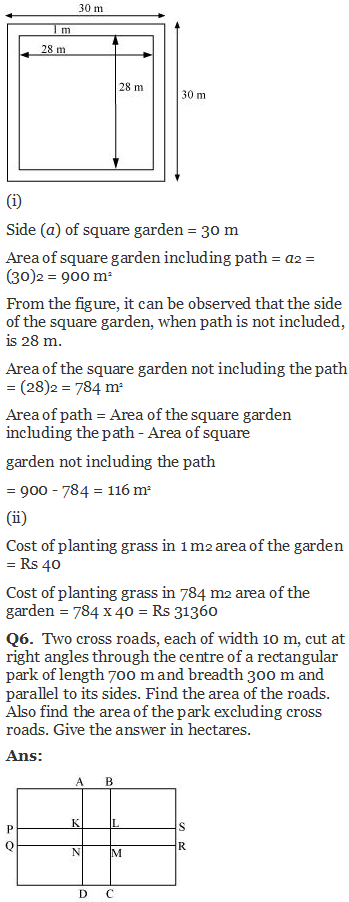 30 m
1 m
28 m
28 m
30 m
(i)
Side (a) of square garden = 30 m
Area of square garden including path = a2 =
(30)2 = 900 m²
From the figure, it can be observed that the side
of the square garden, when path is not included,
is 28 m.
Area of the square garden not including the path
= (28)2 = 784 m²
Area of path = Area of the square garden
including the path - Area of square
garden not including the path
= 900 - 784 = 116 m²
(ii)
Cost of planting grass in 1 m2 area of the garden
= Rs 40
Cost of planting grass in 784 m2 area of the
garden = 784 x 40 = Rs 31360
Q6. Two cross roads, each of width 10 m, cut at
right angles through the centre of a rectangular
park of length 700 m and breadth 300 m and
parallel to its sides. Find the area of the roads.
Also find the area of the park excluding cross
roads. Give the answer in hectares.
Ans:
A B
P K L S
Q N M R
D C